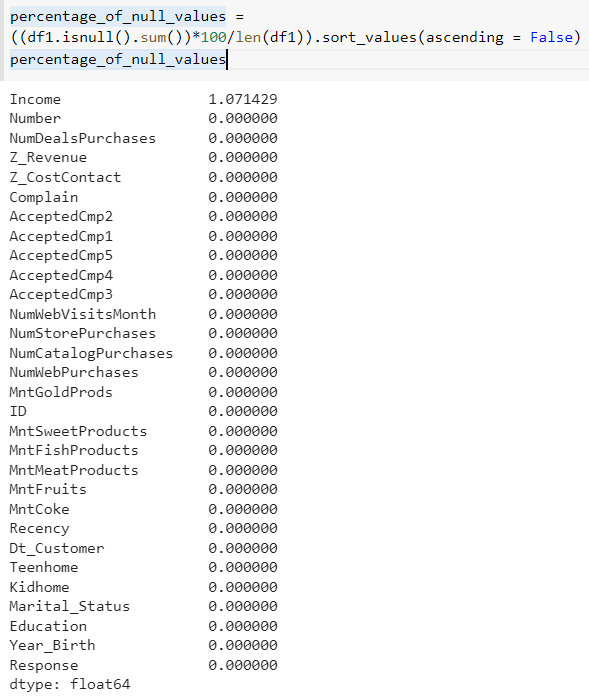 percentage_of_null_values =
((df1.isnull().sum())*100/len(df1)).sort_values(ascending = False)
percentage_of_null_values
Income 1.071429
Number 0.000000
NumDealsPurchases 0.000000
Z_Revenue 0.000000
Z_CostContact 0.000000
Complain 0.000000
AcceptedCmp2 0.000000
AcceptedCmp1 0.000000
AcceptedCmp5 0.000000
AcceptedCmp4 0.000000
AcceptedCmp3 0.000000
NumWebVisitsMonth 0.000000
NumStorePurchases 0.000000
NumCatalogPurchases 0.000000
NumWebPurchases 0.000000
MntGoldProds 0.000000
ID 0.000000
MntSweetProducts 0.000000
MntFishProducts 0.000000
MntMeatProducts 0.000000
MntFruits 0.000000
MntCoke 0.000000
Recency 0.000000
Dt_Customer 0.000000
Teenhome 0.000000
Kidhome 0.000000
Marital_Status 0.000000
Education 0.000000
Year_Birth 0.000000
Response 0.000000
dtype: float64